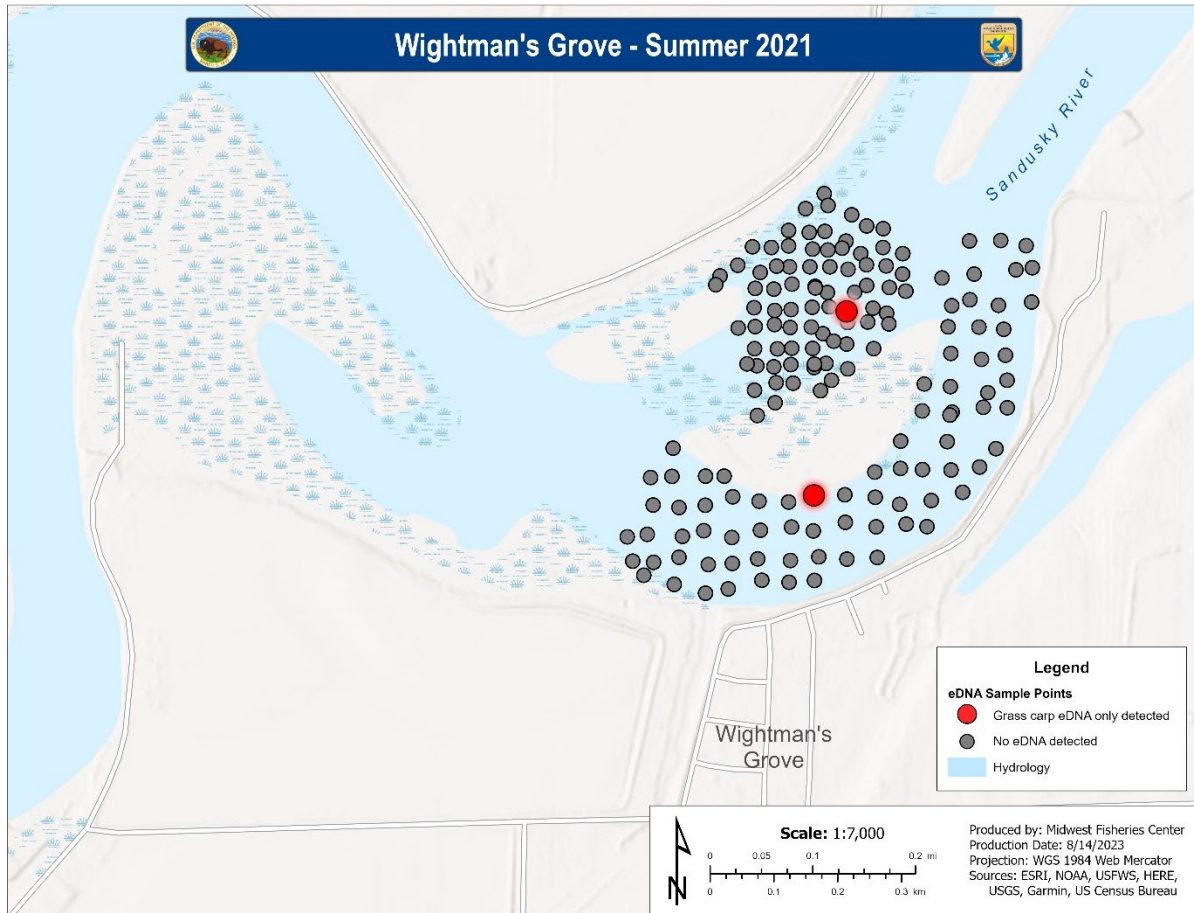 Wightman's Grove - Summer 2021
Sandusky River
Wightman's
Grove
Legend
eDNA Sample Points
Grass carp eDNA only detected
No eDNA detected
Hydrology
Scale: 1:7,000
0 0.05 0.1 0.2 mi
0 0.1 0.2 0.3 km
N
Produced by: Midwest Fisheries Center
Production Date: 8/14/2023
Projection: WGS 1984 Web Mercator
Sources: ESRI, NOAA, USFWS, HERE,
USGS, Garmin, US Census Bureau